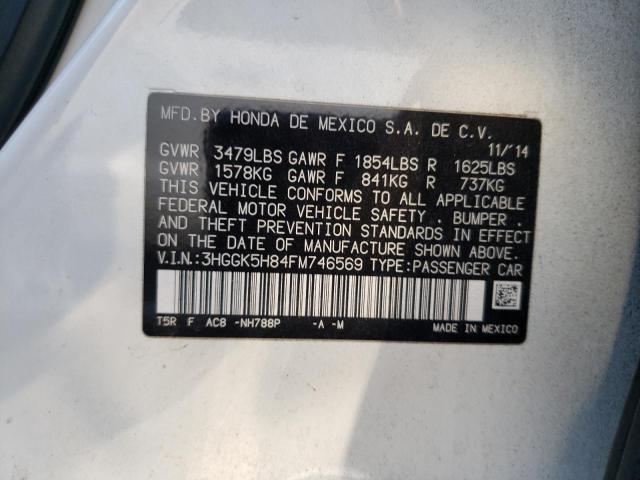 MFD. BY HONDA DE MEXICO S.A. DE C.V.
11/'14
GVWR 3479LBS GAWR F 1854LBS R 1625LBS
GVWR 1578KG GAWR F 841KG R 737KG
THIS VEHICLE CONFORMS TO ALL APPLICABLE
FEDERAL MOTOR VEHICLE SAFETY . BUMPER .
AND THEFT PREVENTION STANDARDS IN EFFECT
ON THE DATE OF MANUFACTURE SHOWN ABOVE.
V.I.N.:3HGGK5H84FM746569 TYPE:PASSENGER CAR
T5R F AC8 -NH788P -A -M
MADE IN MEXICO